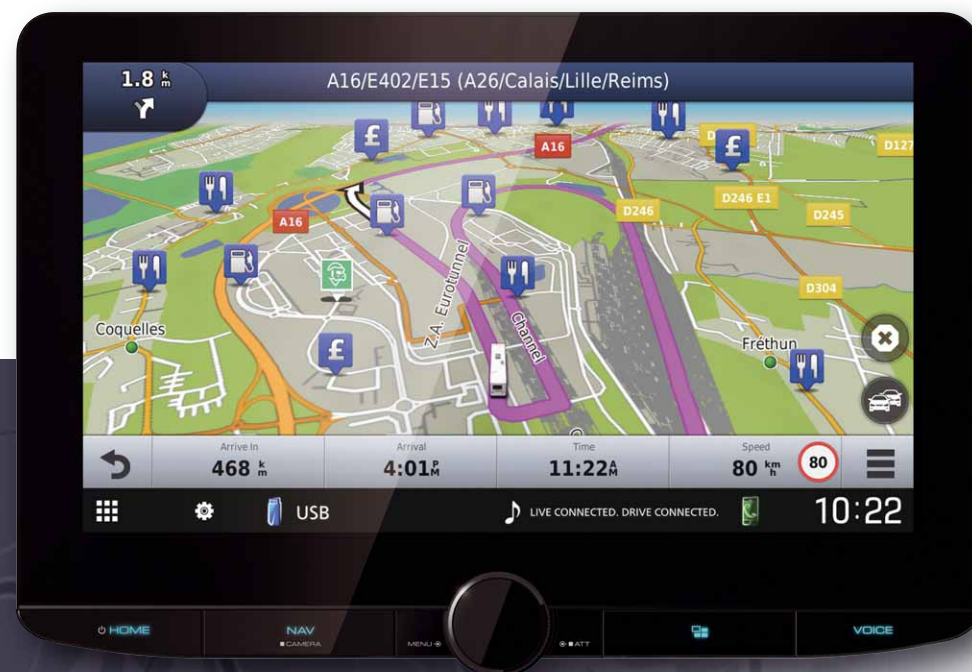 1.8 km
A16/E402/E15 (A26/Calais/Lille/Reims)
A16
D127
D246 E1
D246
D245
A16
D304
Z.A. Eurotunnel
Channel
Coquelles
Fréthun
Arrive In
468 km
Arrival
4:01PM
Time
11:22AM
Speed
80 km/h
80
USB
LIVE CONNECTED. DRIVE CONNECTED.
10:22
HOME
NAV
CAMERA
MENU
ATT
VOICE